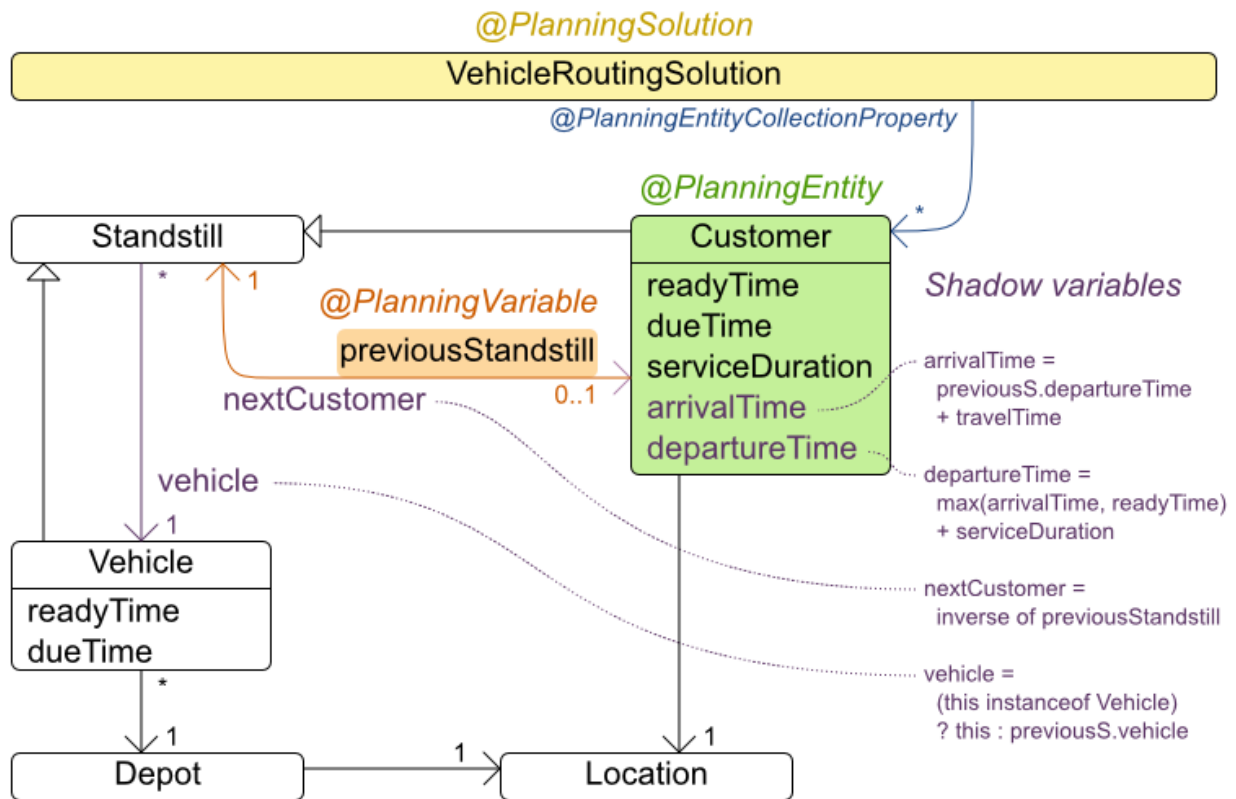 @PlanningSolution
VehicleRoutingSolution
@PlanningEntityCollectionProperty
@PlanningEntity
*
Standstill
Customer
*
1
@PlanningVariable
previousStandstill
0..1
nextCustomer
readyTime
dueTime
serviceDuration
arrivalTime
departureTime
Shadow variables
arrivalTime =
previousS.departureTime
+ travelTime
departureTime =
max(arrivalTime, readyTime)
+ serviceDuration
nextCustomer =
inverse of previousStandstill
vehicle =
(this instanceof Vehicle)
? this : previousS.vehicle
vehicle
1
Vehicle
readyTime
dueTime
*
1
Depot
1
1
Location